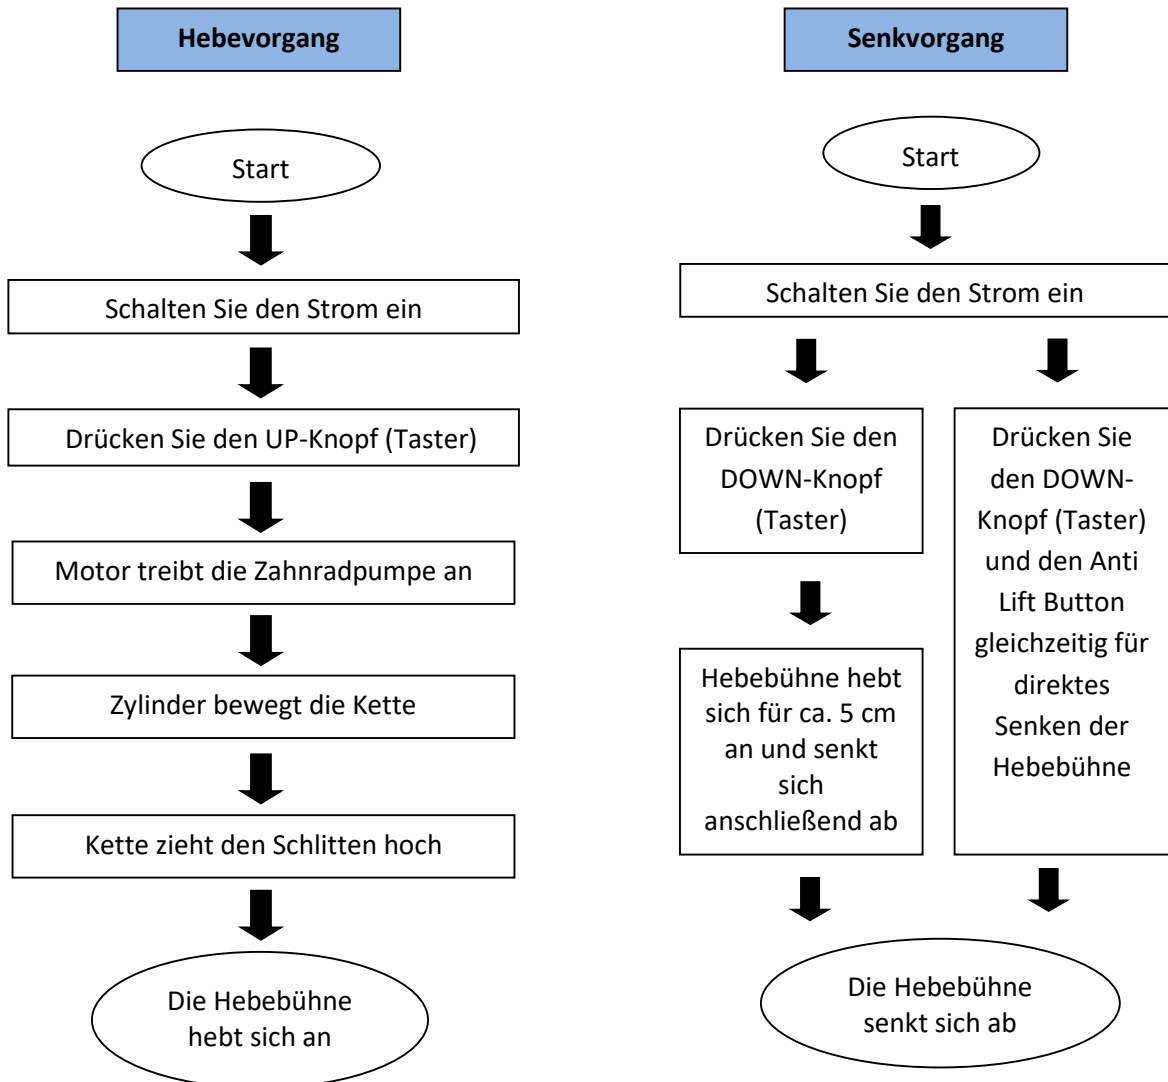 Hebevorgang
Start
Schalten Sie den Strom ein
Drücken Sie den UP-Knopf (Taster)
Motor treibt die Zahnradpumpe an
Zylinder bewegt die Kette
Kette zieht den Schlitten hoch
Die Hebebühne
hebt sich an
Senkvorgang
Start
Schalten Sie den Strom ein
Drücken Sie den
DOWN-Knopf
(Taster)
Hebebühne hebt
sich für ca. 5 cm
an und senkt
sich
anschließend ab
Drücken Sie
den DOWN-
Knopf (Taster)
und den Anti
Lift Button
gleichzeitig für
direktes
Senken der
Hebebühne
Die Hebebühne
senkt sich ab